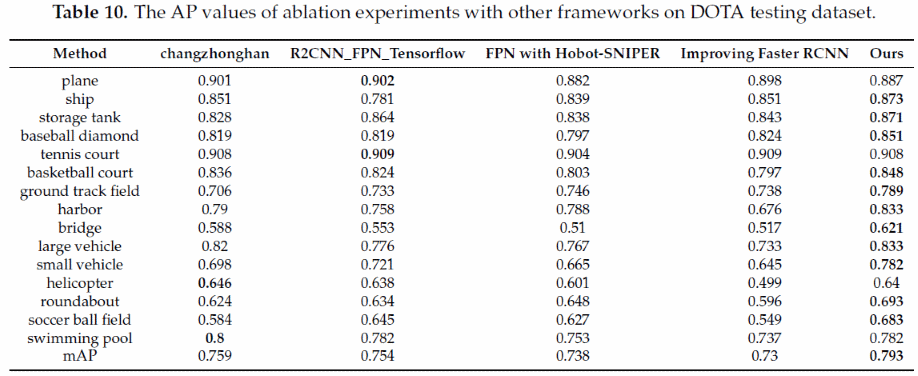 Table 10. The AP values of ablation experiments with other frameworks on DOTA testing dataset.
Method changzhonghan R2CNN_FPN_Tensorflow FPN with Hobot-SNIPER Improving Faster RCNN Ours
plane 0.901 0.902 0.882 0.898 0.887
ship 0.851 0.781 0.839 0.851 0.873
storage tank 0.828 0.864 0.838 0.843 0.871
baseball diamond 0.819 0.819 0.797 0.824 0.851
tennis court 0.908 0.909 0.904 0.909 0.908
basketball court 0.836 0.824 0.803 0.797 0.848
ground track field 0.706 0.733 0.746 0.738 0.789
harbor 0.79 0.758 0.788 0.676 0.833
bridge 0.588 0.553 0.51 0.517 0.621
large vehicle 0.82 0.776 0.767 0.733 0.833
small vehicle 0.698 0.721 0.665 0.645 0.782
helicopter 0.646 0.638 0.601 0.499 0.64
roundabout 0.624 0.634 0.648 0.596 0.693
soccer ball field 0.584 0.645 0.627 0.549 0.683
swimming pool 0.8 0.782 0.753 0.737 0.782
mAP 0.759 0.754 0.738 0.73 0.793